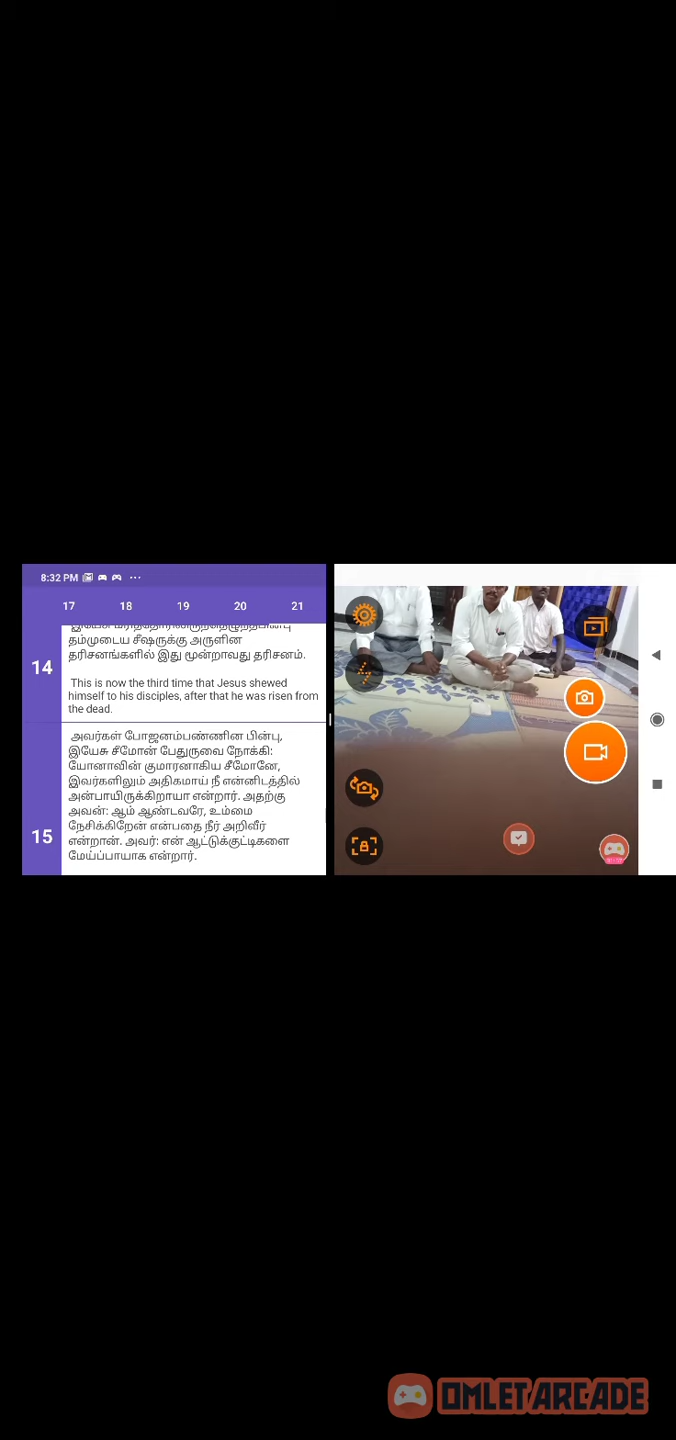 8:32 PM
17 18 19 20 21
தம்முடைய சீஷருக்கு அருளின
தரிசனங்களில் இது மூன்றாவது தரிசனம்.
14
This is now the third time that Jesus shewed
himself to his disciples, after that he was risen from
the dead.
அவர்கள் போஜனம்பண்ணின பின்பு,
இயேசு சீமோன் பேதுருவை நோக்கி:
யோனாவின் குமாரனாகிய சீமோனே,
இவர்களிலும் அதிகமாய் நீ என்னிடத்தில்
அன்பாயிருக்கிறாயா என்றார். அதற்கு
அவன்: ஆம் ஆண்டவரே, உம்மை
நேசிக்கிறேன் என்பதை நீர் அறிவீர்
15
என்றான். அவர்: என் ஆட்டுக்குட்டிகளை
மேய்ப்பாயாக என்றார்.
OMLET ARCADE